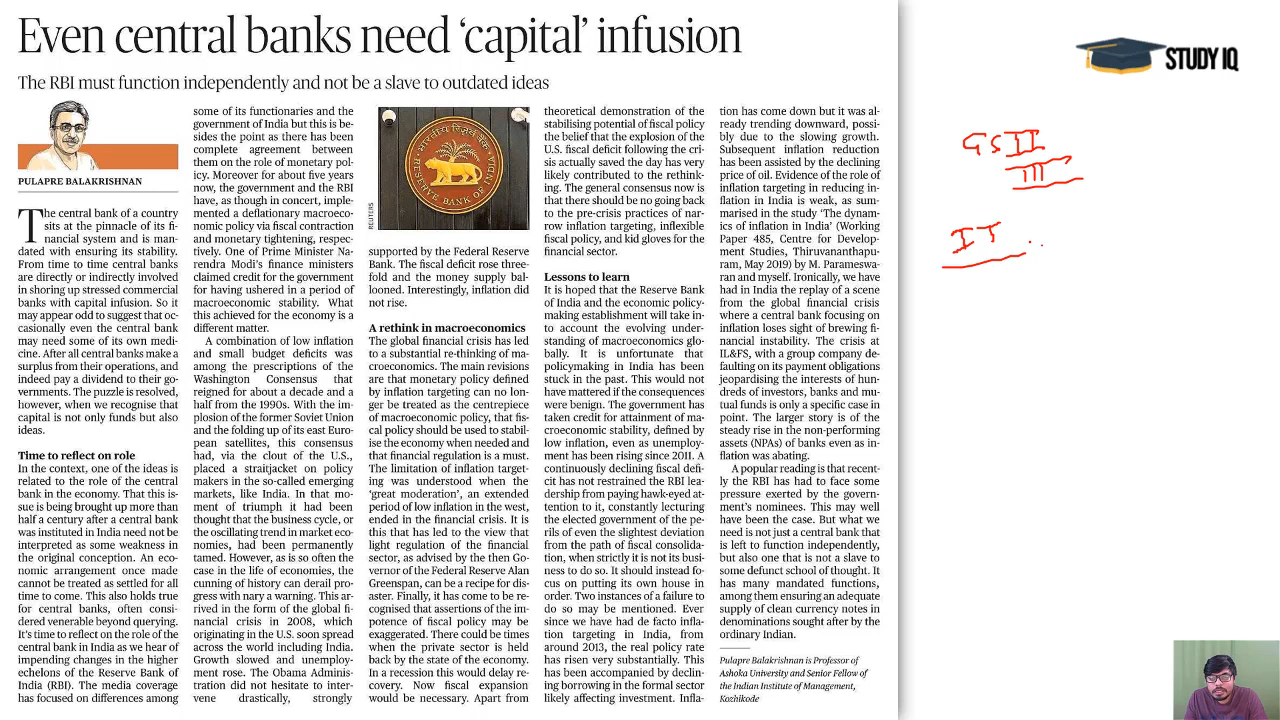 Even central banks need ‘capital’ infusion
The RBI must function independently and not be a slave to outdated ideas
PULAPRE BALAKRISHNAN
The central bank of a country
sits at the pinnacle of its fi-
nancial system and is man-
dated with ensuring its stability.
From time to time central banks
are directly or indirectly involved
in shoring up stressed commercial
banks with capital infusion. So it
may appear odd to suggest that oc-
casionally even the central bank
may need some of its own medi-
cine. After all central banks make a
surplus from their operations, and
indeed pay a dividend to their go-
vernments. The puzzle is resolved,
however, when we recognise that
capital is not only funds but also
ideas.
Time to reflect on role
In the context, one of the ideas is
related to the role of the central
bank in the economy. That this is-
sue is being brought up more than
half a century after a central bank
was instituted in India need not be
interpreted as some weakness in
the original conception. An eco-
nomic arrangement once made
cannot be treated as settled for all
time to come. This also holds true
for central banks, often consi-
dered venerable beyond querying.
It's time to reflect on the role of the
central bank in India as we hear of
impending changes in the higher
echelons of the Reserve Bank of
India (RBI). The media coverage
has focused on differences among
some of its functionaries and the
government of India but this is be-
sides the point as there has been
complete agreement between
them on the role of monetary pol-
icy. Moreover for about five years
now, the government and the RBI
have, as though in concert, imple-
mented a deflationary macroeco-
nomic policy via fiscal contraction
and monetary tightening, respec-
tively. One of Prime Minister Na-
rendra Modi's finance ministers
claimed credit for the government
for having ushered in a period of
macroeconomic stability. What
this achieved for the economy is a
different matter.
A combination of low inflation
and small budget deficits was
among the prescriptions of the
Washington Consensus that
reigned for about a decade and a
half from the 1990s. With the im-
plosion of the former Soviet Union
and the folding up of its east Euro-
pean satellites, this consensus
had, via the clout of the U.S.,
placed a straitjacket on policy
makers in the so-called emerging
markets, like India. In that mo-
ment of triumph it had been
thought that the business cycle, or
the oscillating trend in market eco-
nomies, had been permanently
tamed. However, as is so often the
case in the life of economies, the
cunning of history can derail pro-
gress with nary a warning. This ar-
rived in the form of the global fi-
nancial crisis in 2008, which
originating in the U.S. soon spread
across the world including India.
Growth slowed and unemploy-
ment rose. The Obama Adminis-
tration did not hesitate to inter-
vene drastically, strongly
भारतीय रिज़र्व बैंक
RESERVE BANK OF INDIA
REUTERS
supported by the Federal Reserve
Bank. The fiscal deficit rose three-
fold and the money supply bal-
looned. Interestingly, inflation did
not rise.
A rethink in macroeconomics
The global financial crisis has led
to a substantial re-thinking of ma-
croeconomics. The main revisions
are that monetary policy defined
by inflation targeting can no lon-
ger be treated as the centrepiece
of macroeconomic policy, that fis-
cal policy should be used to stabil-
ise the economy when needed and
that financial regulation is a must.
The limitation of inflation target-
ing was understood when the
‘great moderation’, an extended
period of low inflation in the west,
ended in the financial crisis. It is
this that has led to the view that
light regulation of the financial
sector, as advised by the then Go-
vernor of the Federal Reserve Alan
Greenspan, can be a recipe for dis-
aster. Finally, it has come to be re-
cognised that assertions of the im-
potence of fiscal policy may be
exaggerated. There could be times
when the private sector is held
back by the state of the economy.
In a recession this would delay re-
covery. Now fiscal expansion
would be necessary. Apart from
theoretical demonstration of the
stabilising potential of fiscal policy
the belief that the explosion of the
U.S. fiscal deficit following the cri-
sis actually saved the day has very
likely contributed to the rethink-
ing. The general consensus now is
that there should be no going back
to the pre-crisis practices of nar-
row inflation targeting, inflexible
fiscal policy, and kid gloves for the
financial sector.
Lessons to learn
It is hoped that the Reserve Bank
of India and the economic policy-
making establishment will take in-
to account the evolving under-
standing of macroeconomics glo-
bally. It is unfortunate that
policymaking in India has been
stuck in the past. This would not
have mattered if the consequences
were benign. The government has
taken credit for attainment of ma-
croeconomic stability, defined by
low inflation, even as unemploy-
ment has been rising since 2011. A
continuously declining fiscal defi-
cit has not restrained the RBI lea-
dership from paying hawk-eyed at-
tention to it, constantly lecturing
the elected government of the pe-
rils of even the slightest deviation
from the path of fiscal consolida-
tion, when strictly it is not its busi-
ness to do so. It should instead fo-
cus on putting its own house in
order. Two instances of a failure to
do so may be mentioned. Ever
since we have had de facto infla-
tion targeting in India, from
around 2013, the real policy rate
has risen very substantially. This
has been accompanied by declin-
ing borrowing in the formal sector
likely affecting investment. Infla-
tion has come down but it was al-
ready trending downward, possi-
bly due to the slowing growth.
Subsequent inflation reduction
has been assisted by the declining
price of oil. Evidence of the role of
inflation targeting in reducing in-
flation in India is weak, as sum-
marised in the study ‘The dynam-
ics of inflation in India’ (Working
Paper 485, Centre for Develop-
ment Studies, Thiruvananthapu-
ram, May 2019) by M. Parameswa-
ran and myself. Ironically, we have
had in India the replay of a scene
from the global financial crisis
where a central bank focusing on
inflation loses sight of brewing fi-
nancial instability. The crisis at
IL&FS, with a group company de-
faulting on its payment obligations
jeopardising the interests of hun-
dreds of investors, banks and mu-
tual funds is only a specific case in
point. The larger story is of the
steady rise in the non-performing
assets (NPAs) of banks even as in-
flation was abating.
A popular reading is that recent-
ly the RBI has had to face some
pressure exerted by the govern-
ment's nominees. This may well
have been the case. But what we
need is not just a central bank that
is left to function independently,
but also one that is not a slave to
some defunct school of thought. It
has many mandated functions,
among them ensuring an adequate
supply of clean currency notes in
denominations sought after by the
ordinary Indian.
Pulapre Balakrishnan is Professor of
Ashoka University and Senior Fellow of
the Indian Institute of Management,
Kozhikode
STUDY IQ
GS II
III
IT ..